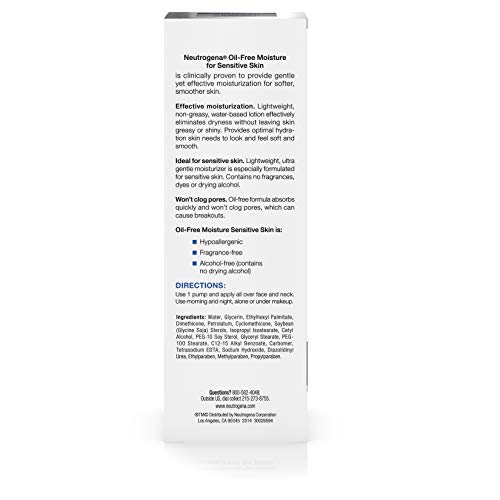 Neutrogena® Oil-Free Moisture
for Sensitive Skin
is clinically proven to provide gentle
yet effective moisturization for softer,
smoother skin.
Effective moisturization. Lightweight,
non-greasy, water-based lotion effectively
eliminates dryness without leaving skin
greasy or shiny. Provides optimal hydra-
tion skin needs to look and feel soft and
smooth.
Ideal for sensitive skin. Lightweight, ultra
gentle moisturizer is especially formulated
for sensitive skin. Contains no fragrances,
dyes or drying alcohol.
Won't clog pores. Oil-free formula absorbs
quickly and won't clog pores, which can
cause breakouts.
Oil-Free Moisture Sensitive Skin is:
■ Hypoallergenic
■ Fragrance-free
■ Alcohol-free (contains
no drying alcohol)
DIRECTIONS:
Use 1 pump and apply all over face and neck.
Use morning and night, alone or under makeup.
Ingredients: Water, Glycerin, Ethylhexyl Palmitate,
Dimethicone, Petrolatum, Cyclomethicone, Soybean
(Glycine Soja) Sterols, Isopropyl Isostearate, Cetyl
Alcohol, PEG-10 Soy Sterol, Glyceryl Stearate, PEG-
100 Stearate, C12-15 Alkyl Benzoate, Carbomer,
Tetrasodium EDTA, Sodium Hydroxide, Diazolidinyl
Urea, Ethylparaben, Methylparaben, Propylparaben.
Questions? 800-582-4048;
Outside US, dial collect 215-273-8755.
www.neutrogena.com
©TMC Distributed by Neutrogena Corporation
Los Angeles, CA 90045 2014 30026694